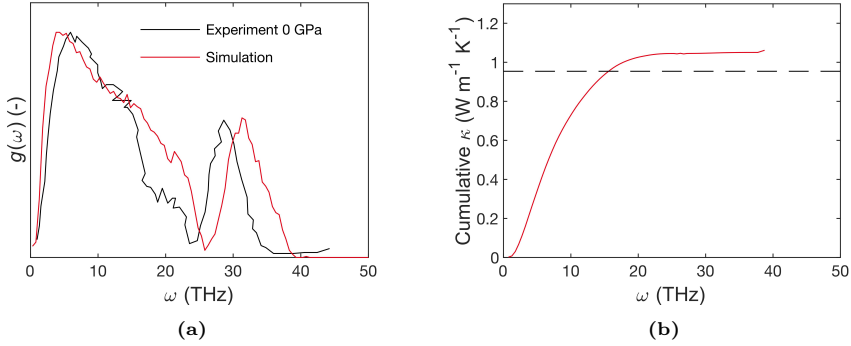 Experiment 0 GPa
Simulation
g(ω) (-)
0 10 20 30 40 50
ω (THz)
(a)
Cumulative κ (W m⁻¹ K⁻¹)
1.2
1
0.8
0.6
0.4
0.2
0
0 10 20 30 40 50
ω (THz)
(b)